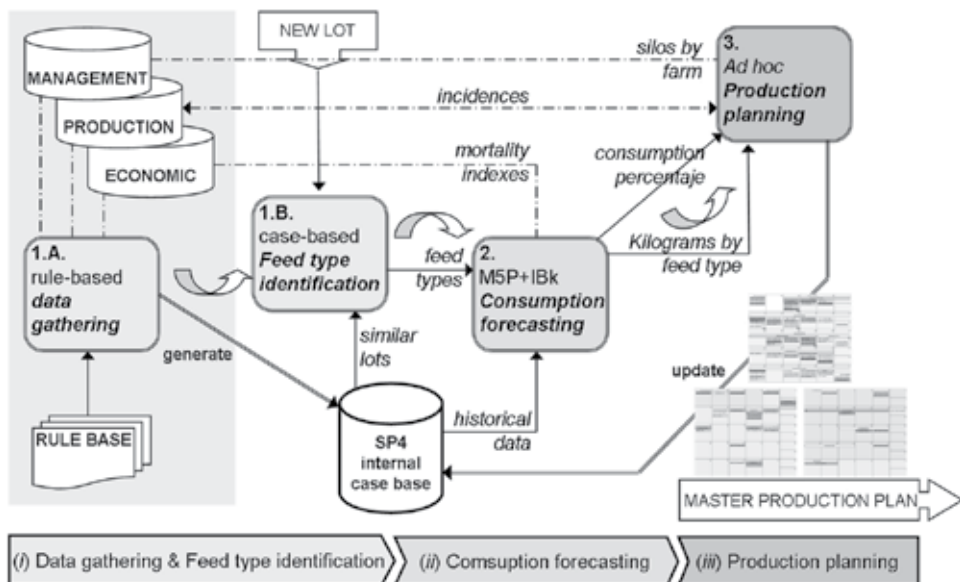 NEW LOT
MANAGEMENT
PRODUCTION
ECONOMIC
silos by
farm
incidences
mortality
indexes
3.
Ad hoc
Production
planning
consumption
percentaje
Kilograms by
feed type
1.A.
rule-based
data
gathering
1.B.
case-based
Feed type
identification
feed
types
2.
M5P+IBk
Consumption
forecasting
generate
similar
lots
historical
data
update
RULE BASE
SP4
internal
case base
MASTER PRODUCTION PLAN
(i) Data gathering & Feed type identification
(ii) Comsuption forecasting
(iii) Production planning